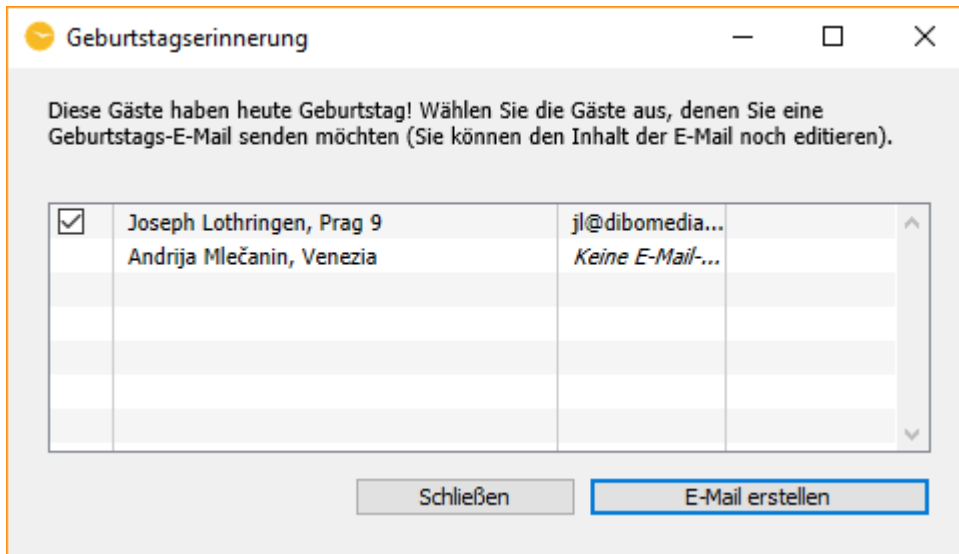 Geburtstagserinnerung
Diese Gäste haben heute Geburtstag! Wählen Sie die Gäste aus, denen Sie eine
Geburtstags-E-Mail senden möchten (Sie können den Inhalt der E-Mail noch editieren).
Joseph Lothringen, Prag 9 jl@dibomedia...
Andrija Mlečanin, Venezia Keine E-Mail-...
Schließen E-Mail erstellen